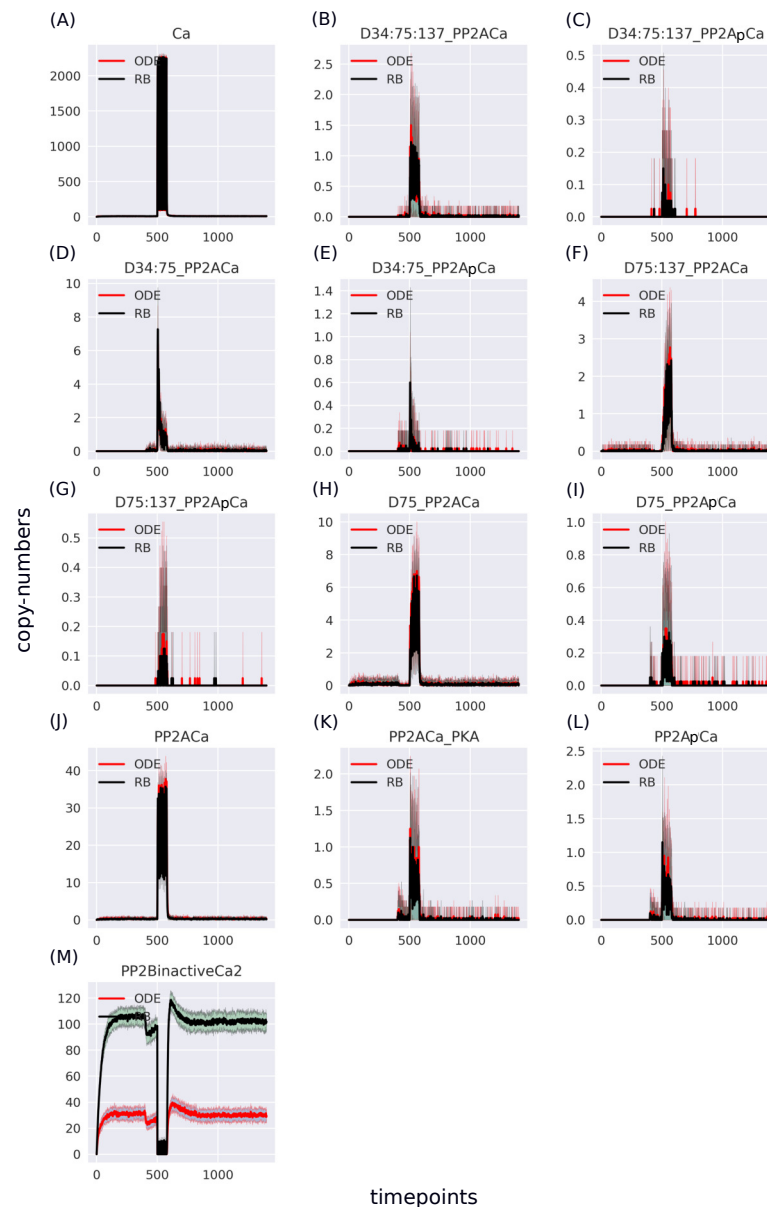 (A)
Ca
ODE
RB
2000
1500
1000
500
0
0
500
1000
(B)
D34:75:137_PP2ACa
ODE
RB
2.5
2.0
1.5
1.0
0.5
0.0
0
500
1000
(C)
D34:75:137_PP2ApCa
ODE
RB
0.5
0.4
0.3
0.2
0.1
0.0
0
500
1000
(D)
D34:75_PP2ACa
ODE
RB
10
8
6
4
2
0
0
500
1000
(E)
D34:75_PP2ApCa
ODE
RB
1.4
1.2
1.0
0.8
0.6
0.4
0.2
0.0
0
500
1000
(F)
D75:137_PP2ACa
ODE
RB
4
3
2
1
0
0
500
1000
(G)
D75:137_PP2ApCa
ODE
RB
0.5
0.4
0.3
0.2
0.1
0.0
0
500
1000
(H)
D75_PP2ACa
ODE
RB
10
8
6
4
2
0
0
500
1000
(I)
D75_PP2ApCa
ODE
RB
1.0
0.8
0.6
0.4
0.2
0.0
0
500
1000
(J)
PP2ACa
ODE
RB
40
30
20
10
0
0
500
1000
(K)
PP2ACa_PKA
ODE
RB
2.0
1.5
1.0
0.5
0.0
0
500
1000
(L)
PP2ApCa
ODE
RB
2.5
2.0
1.5
1.0
0.5
0.0
0
500
1000
(M)
PP2BinactiveCa2
ODE
RB
120
100
80
60
40
20
0
0
500
1000
copy-numbers
timepoints